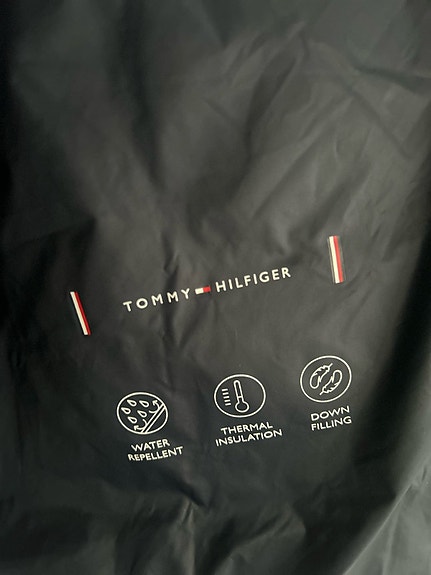 TOMMY HILFIGER
WATER
REPELLENT
THERMAL
INSULATION
DOWN
FILLING